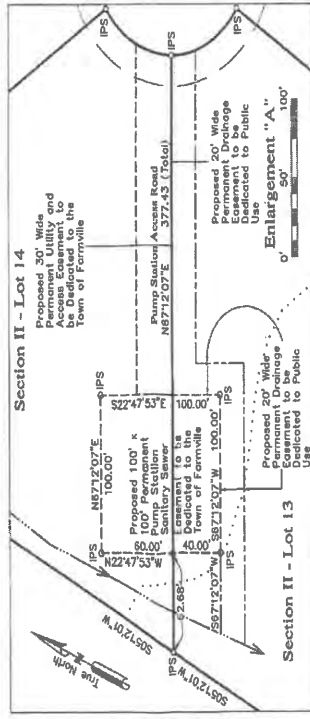 Section II - Lot 14
Proposed 30' Wide
Permanent Utility and
Access Easement to
be Dedicated to the
Town of Farmville
IPS
IPS
IPS
Pump Station Access Road
N87°12'07"E 377.43 (Total)
Proposed 20' Wide
Permanent Drainage
Easement to be
Dedicated to Public
Use
Enlargement "A"
0' 50' 100'
IPS
N87°12'07"E
100.00'
IPS
S22°47'53"E
100.00'
Proposed 100' x
100' Permanent
Pump Station
Sanitary Sewer
Easement to be
Dedicated to the
Town of Farmville
60.00'
40.00'
N22°47'53"W
IPS
S67°12'07"W 100.00'
IPS
S67°12'07"W
62.68'
IPS
S05°12'01"W
S05°12'01"W
True North
Proposed 20' Wide
Permanent Drainage
Easement to be
Dedicated to Public
Use
Section II - Lot 13